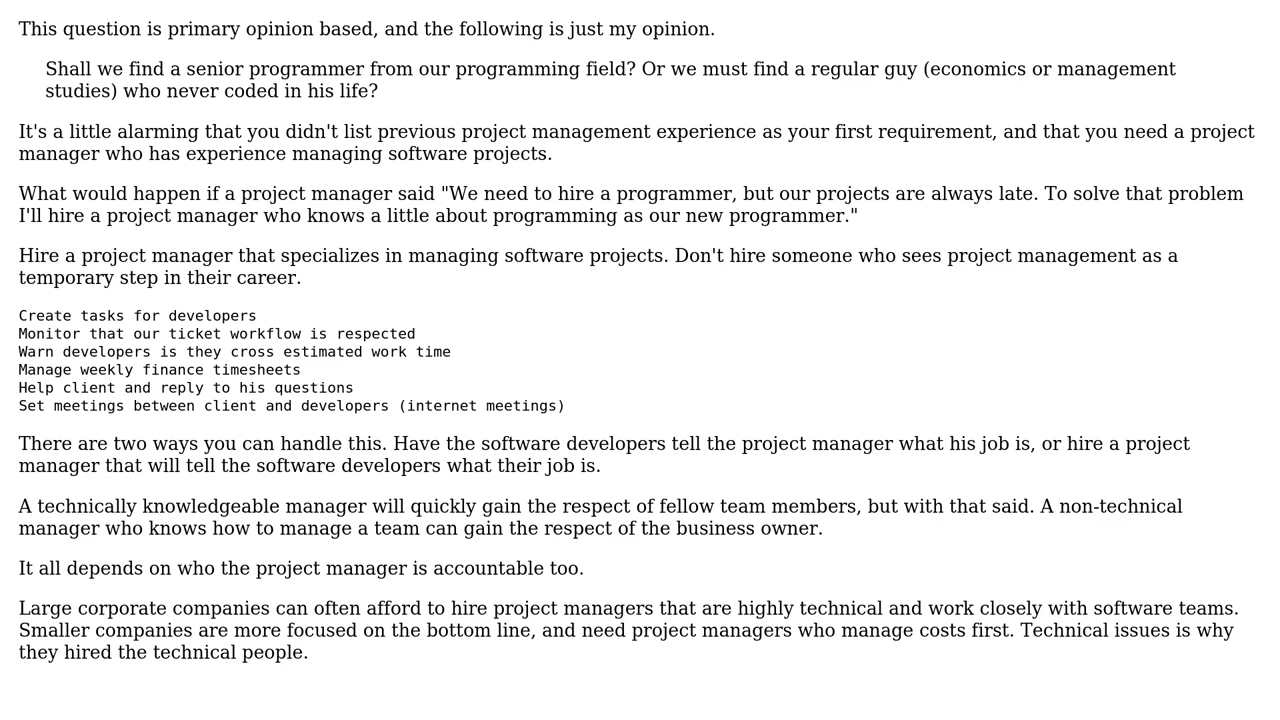 This question is primary opinion based, and the following is just my opinion.
Shall we find a senior programmer from our programming field? Or we must find a regular guy (economics or management
studies) who never coded in his life?
It's a little alarming that you didn't list previous project management experience as your first requirement, and that you need a project
manager who has experience managing software projects.
What would happen if a project manager said "We need to hire a programmer, but our projects are always late. To solve that problem
I'll hire a project manager who knows a little about programming as our new programmer."
Hire a project manager that specializes in managing software projects. Don't hire someone who sees project management as a
temporary step in their career.
Create tasks for developers
Monitor that our ticket workflow is respected
Warn developers is they cross estimated work time
Manage weekly finance timesheets
Help client and reply to his questions
Set meetings between client and developers (internet meetings)
There are two ways you can handle this. Have the software developers tell the project manager what his job is, or hire a project
manager that will tell the software developers what their job is.
A technically knowledgeable manager will quickly gain the respect of fellow team members, but with that said. A non-technical
manager who knows how to manage a team can gain the respect of the business owner.
It all depends on who the project manager is accountable too.
Large corporate companies can often afford to hire project managers that are highly technical and work closely with software teams.
Smaller companies are more focused on the bottom line, and need project managers who manage costs first. Technical issues is why
they hired the technical people.